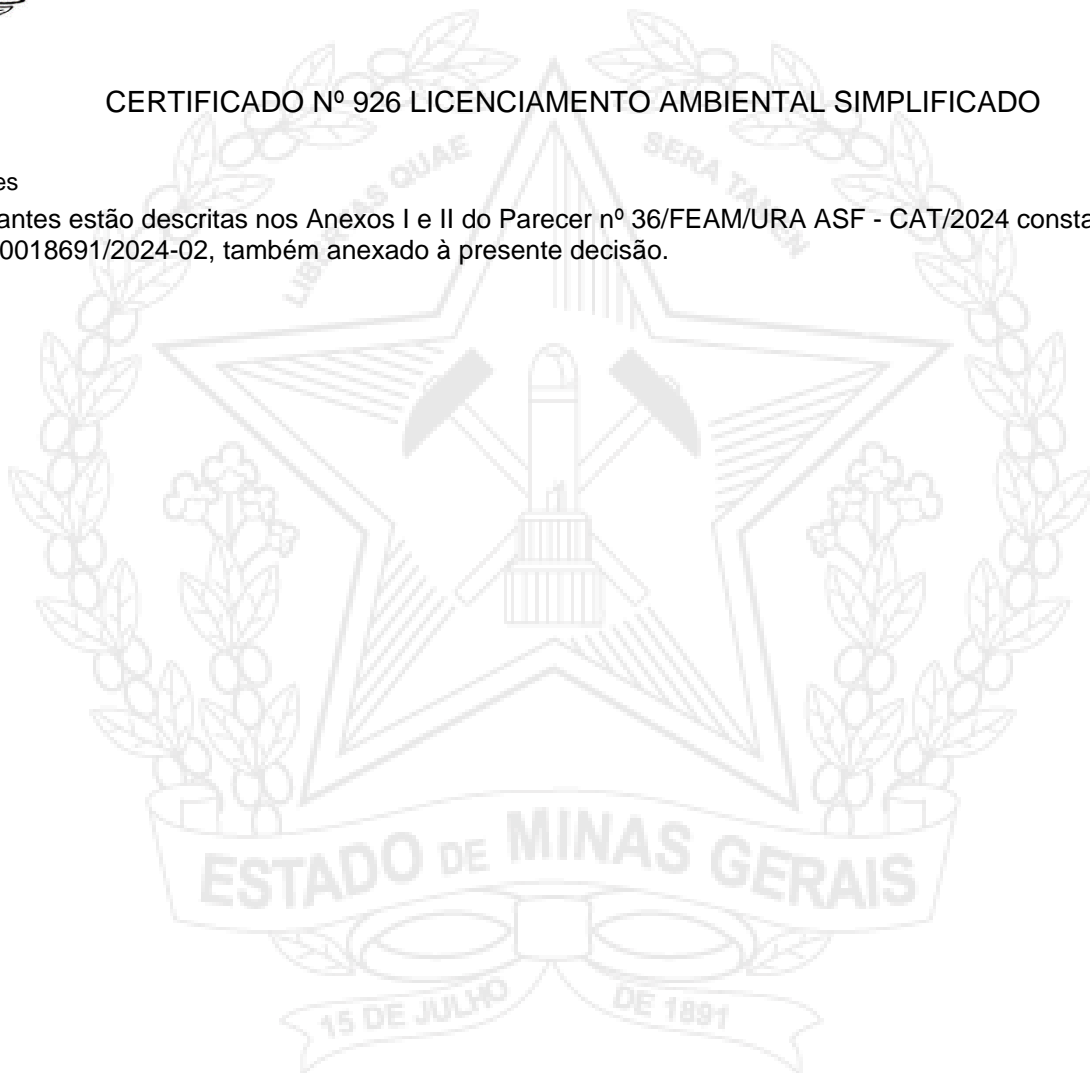 CERTIFICADO Nº 926 LICENCIAMENTO AMBIENTAL SIMPLIFICADO
es
antes estão descritas nos Anexos I e II do Parecer nº 36/FEAM/URA ASF - CAT/2024 consta
0018691/2024-02, também anexado à presente decisão.
LIBERTAS QUAE SERA TAMEN
ESTADO DE MINAS GERAIS
15 DE JULHO DE 1891